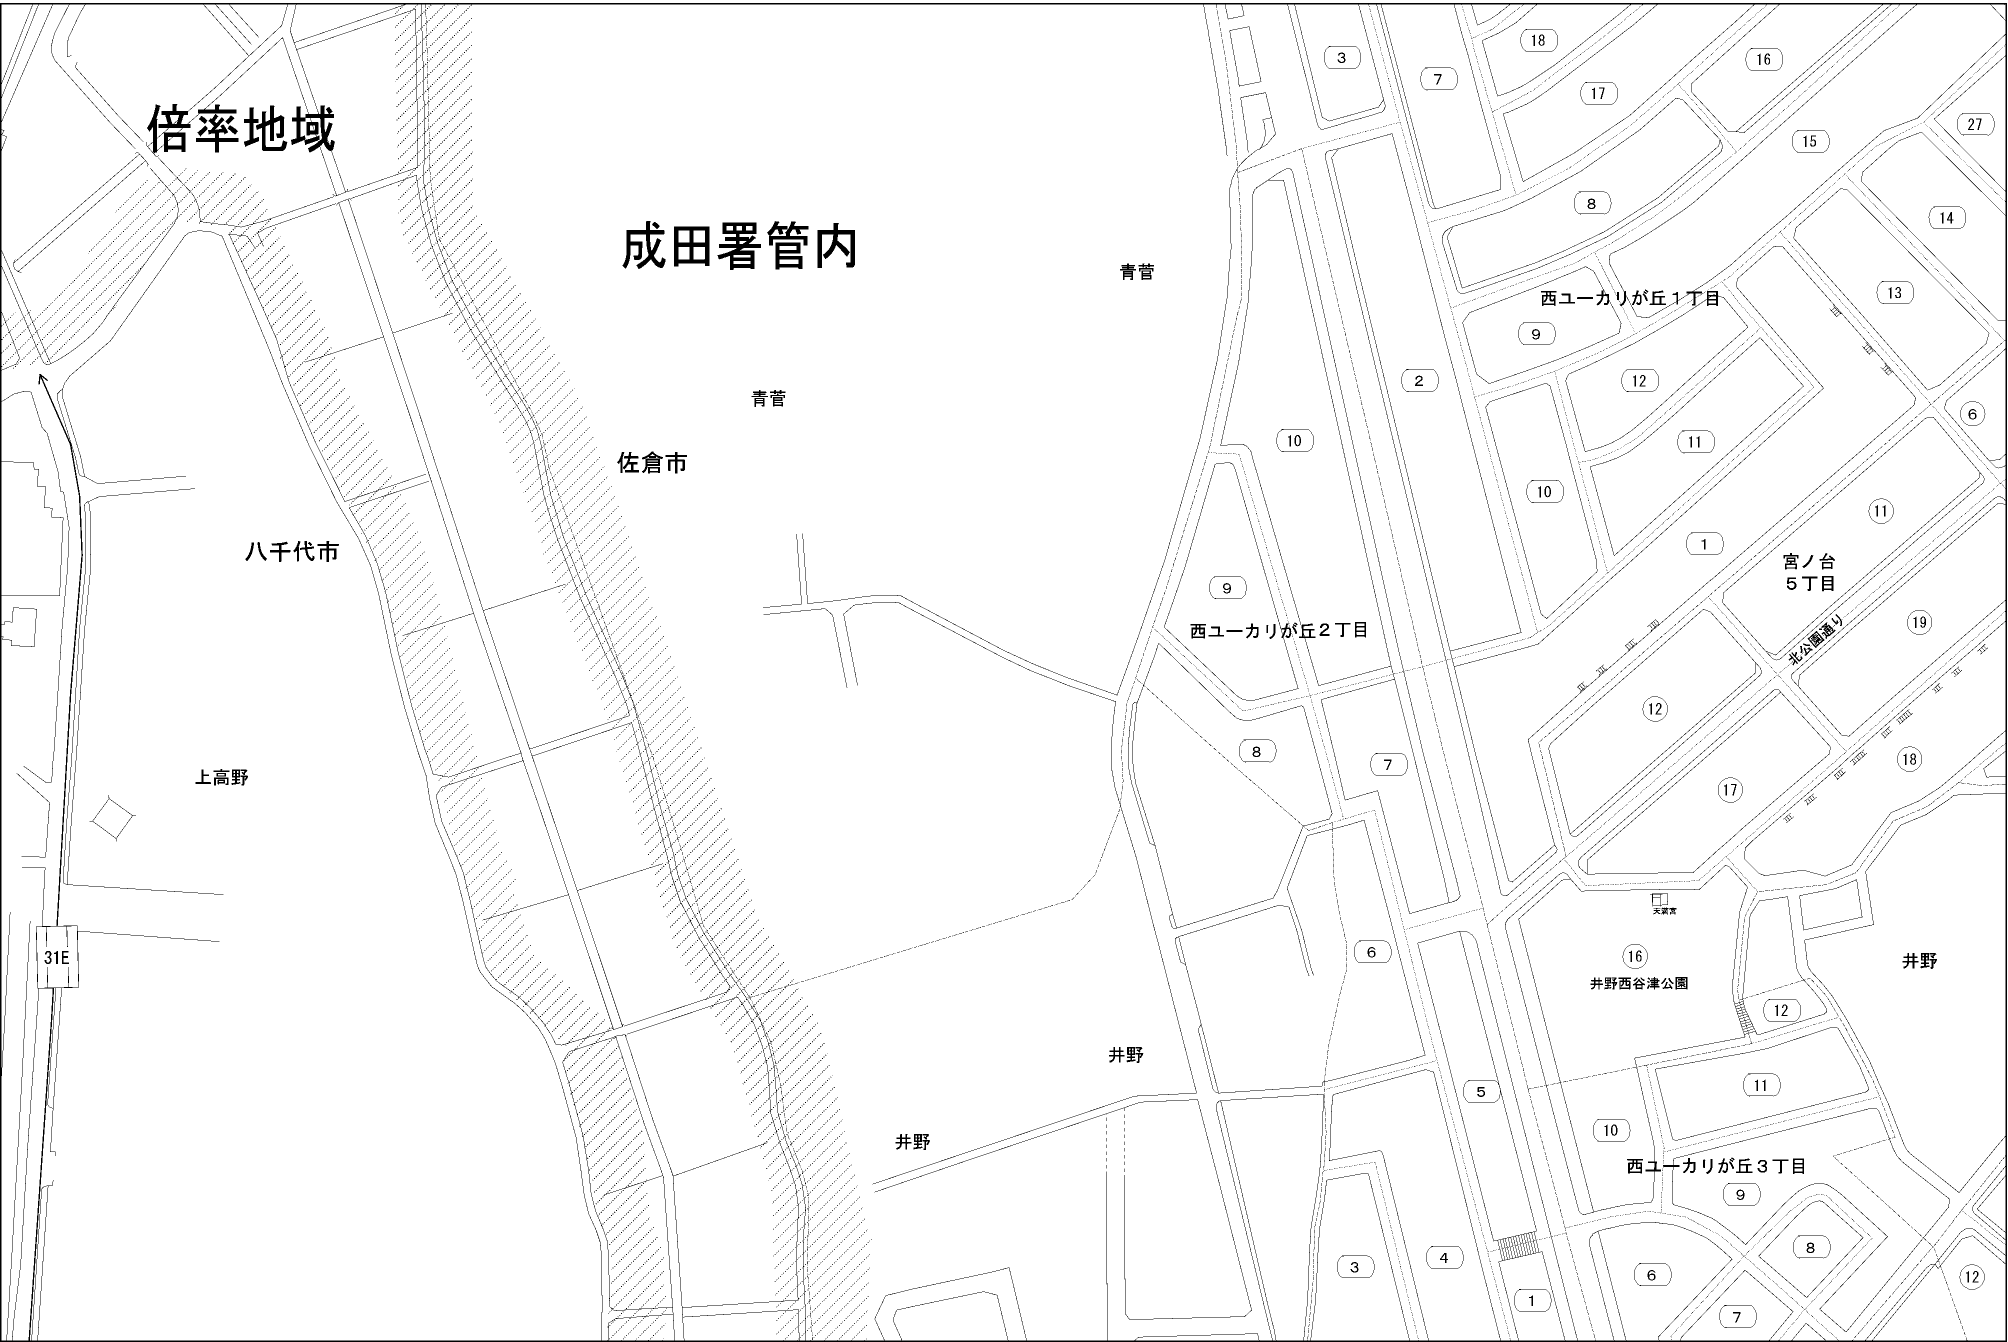 3
18
7
17
16
倍率地域
27
15
8
14
成田署管内
青菅
13
西ユーカリが丘1丁目
9
2
12
青菅
6
10
11
佐倉市
10
11
八千代市
1
宮ノ台
5丁目
9
19
西ユーカリが丘2丁目
北公園通り
12
8
7
18
上高野
17
天満宮
6
31E
16
井野
井野西谷津公園
12
井野
11
5
10
井野
西ユーカリが丘3丁目
9
8
4
3
6
12
1
7